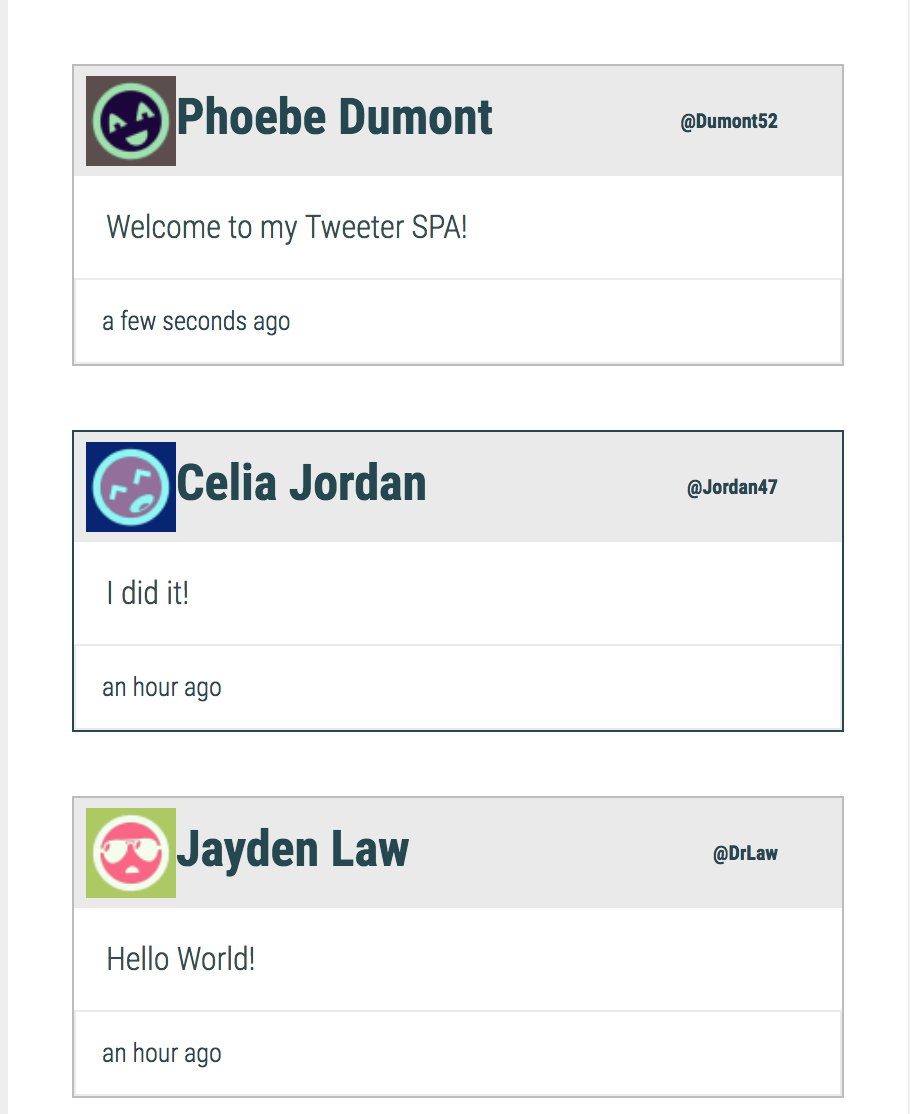 Phoebe Dumont @Dumont52
Welcome to my Tweeter SPA!
a few seconds ago
Celia Jordan @Jordan47
I did it!
an hour ago
Jayden Law @DrLaw
Hello World!
an hour ago